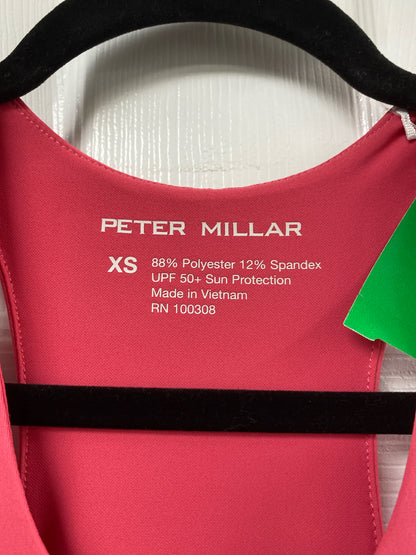 PETER MILLAR
XS
88% Polyester 12% Spandex
UPF 50+ Sun Protection
Made in Vietnam
RN 100308